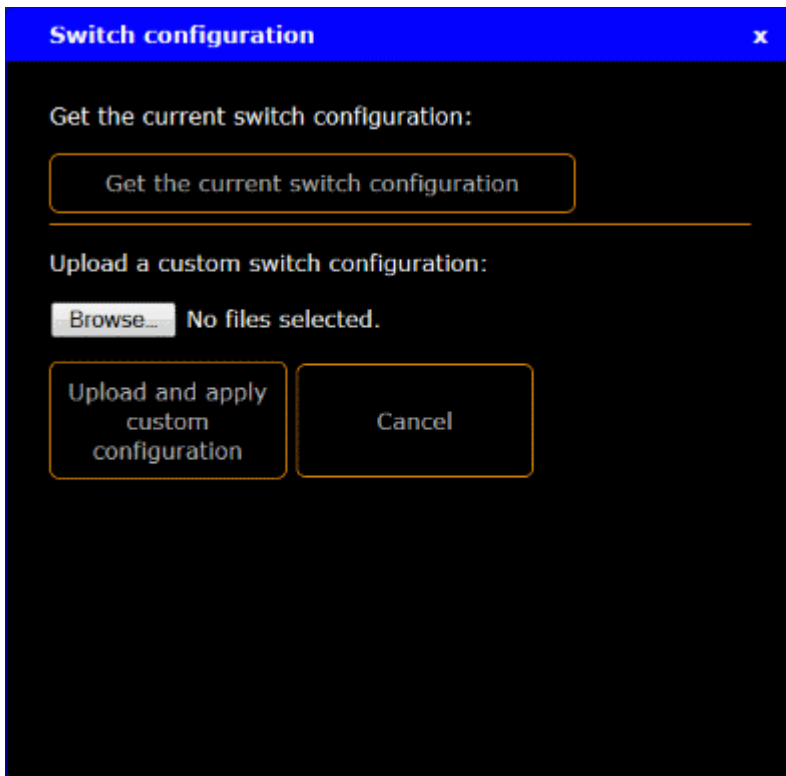 Switch configuration x
Get the current switch configuration:
Get the current switch configuration
Upload a custom switch configuration:
Browse... No files selected.
Upload and apply
custom
configuration
Cancel